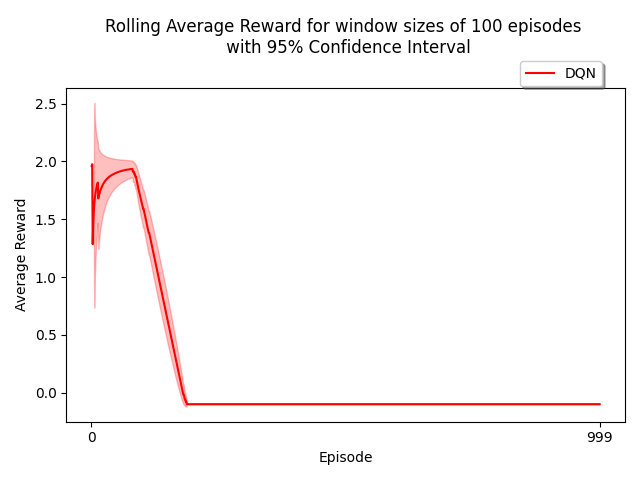 Rolling Average Reward for window sizes of 100 episodes
with 95% Confidence Interval
DQN
2.5
2.0
1.5
1.0
0.5
0.0
Average Reward
0 999
Episode